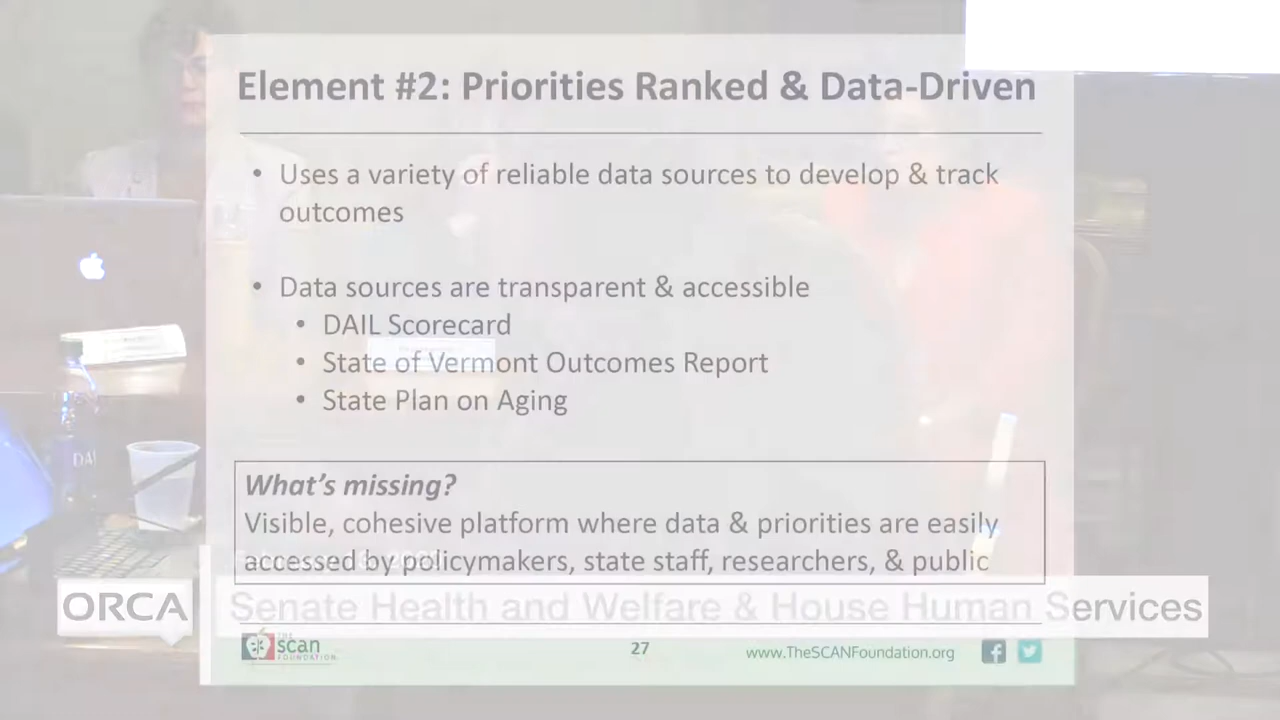 Element #2: Priorities Ranked & Data-Driven
• Uses a variety of reliable data sources to develop & track
outcomes
• Data sources are transparent & accessible
• DAIL Scorecard
• State of Vermont Outcomes Report
• State Plan on Aging
What's missing?
Visible, cohesive platform where data & priorities are easily
accessed by policymakers, state staff, researchers, & public
ORCA
Senate Health and Welfare & House Human Services
THE
scan
FOUNDATION
27
www.TheSCANFoundation.org